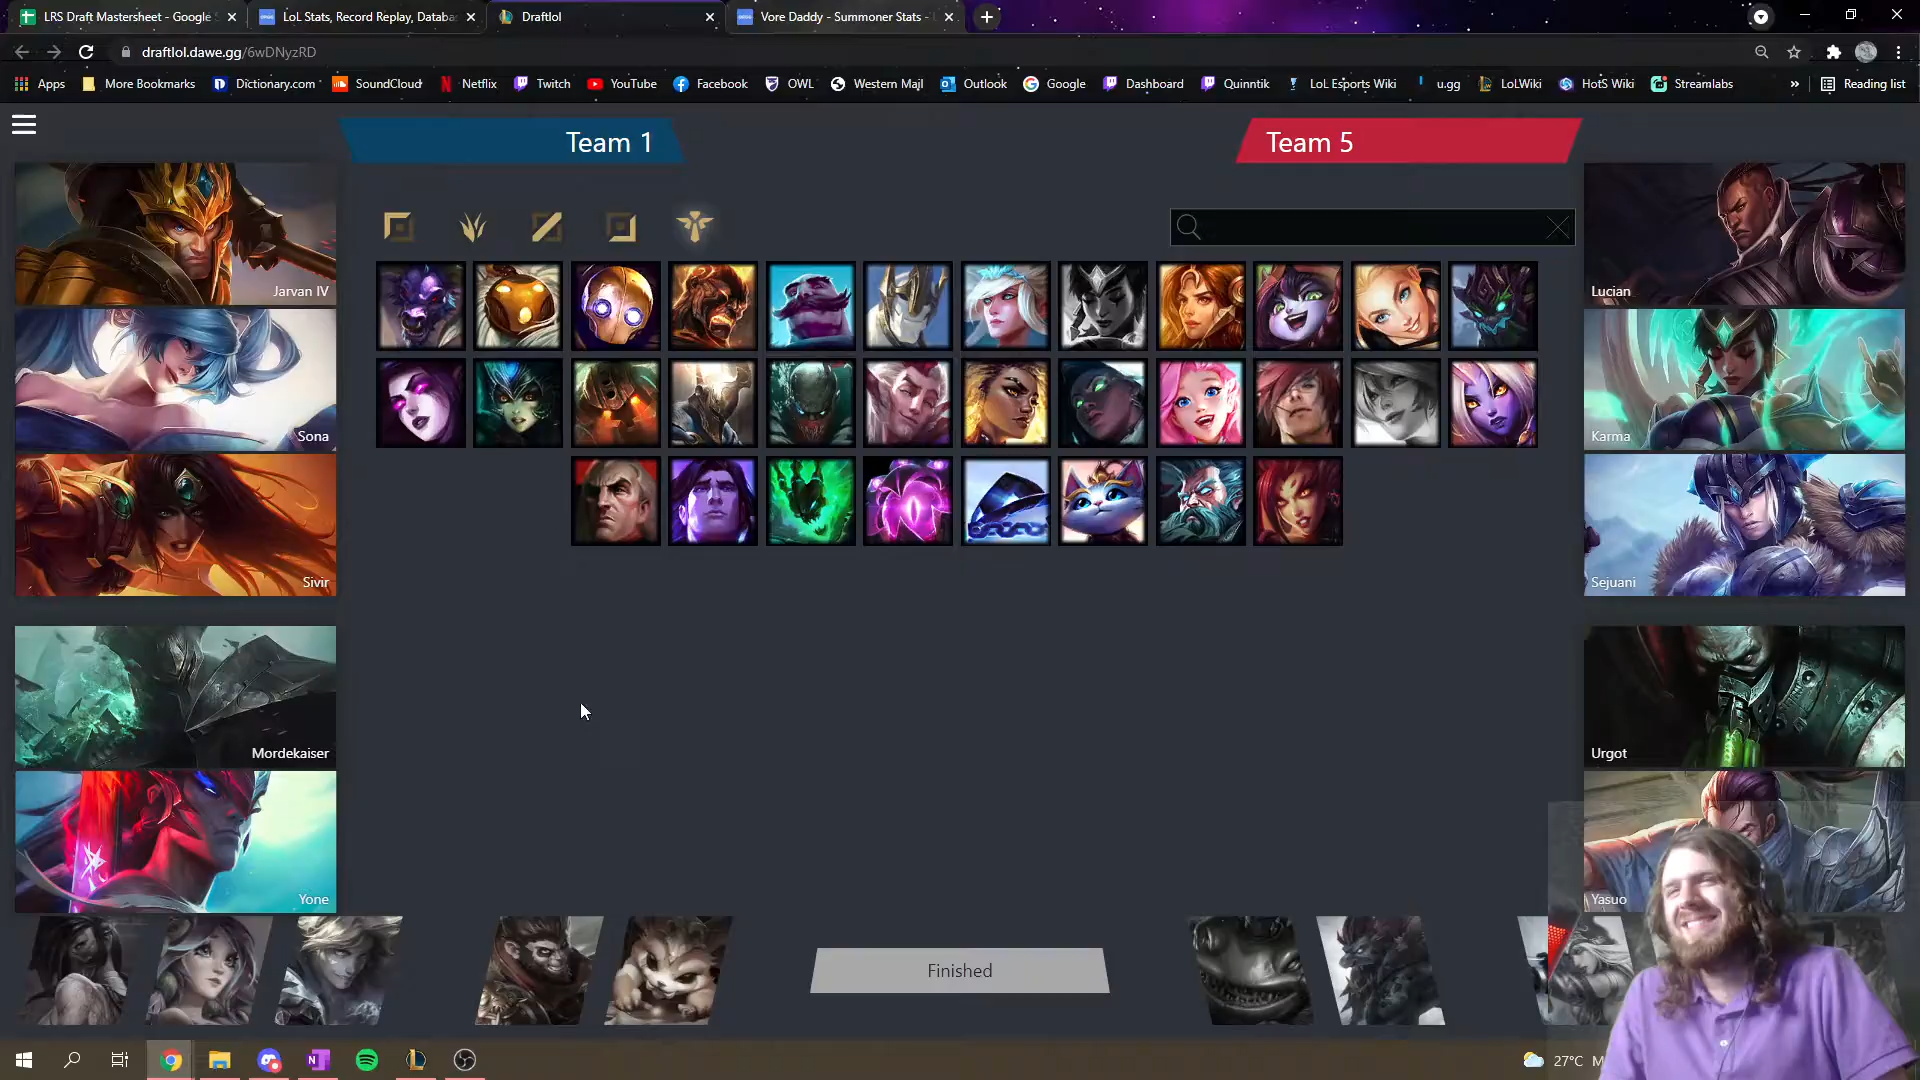 LRS Draft Mastersheet - Google
LoL Stats, Record Replay, Databa
Draftlol
Vore Daddy - Summoner Stats -
draftlol.dawe.gg/6wDNyzRD
Apps
More Bookmarks
Dictionary.com
SoundCloud
Netflix
Twitch
YouTube
Facebook
OWL
Western Majl
Outlook
Google
Dashboard
Quinntik
LoL Esports Wiki
u.gg
LoLWiki
HotS Wiki
Streamlabs
»
Reading list
Team 1
Team 5
Jarvan IV
Sona
Sivir
Mordekaiser
Yone
Lucian
Karma
Sejuani
Urgot
Yasuo
Finished
27°C M